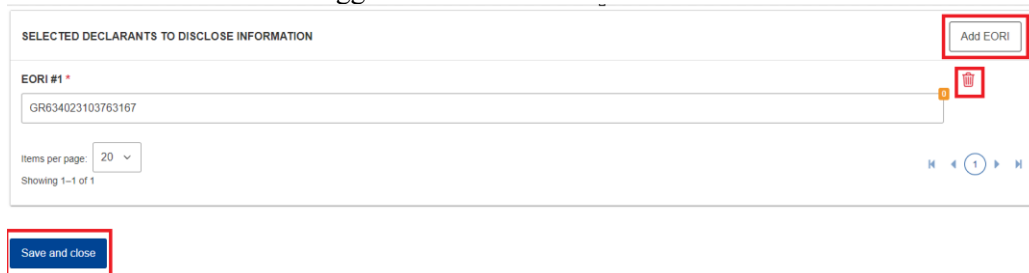 SELECTED DECLARANTS TO DISCLOSE INFORMATION
Add EORI
EORI #1 *
0
GR634023103763167
Items per page: 20
Showing 1–1 of 1
1
Save and close